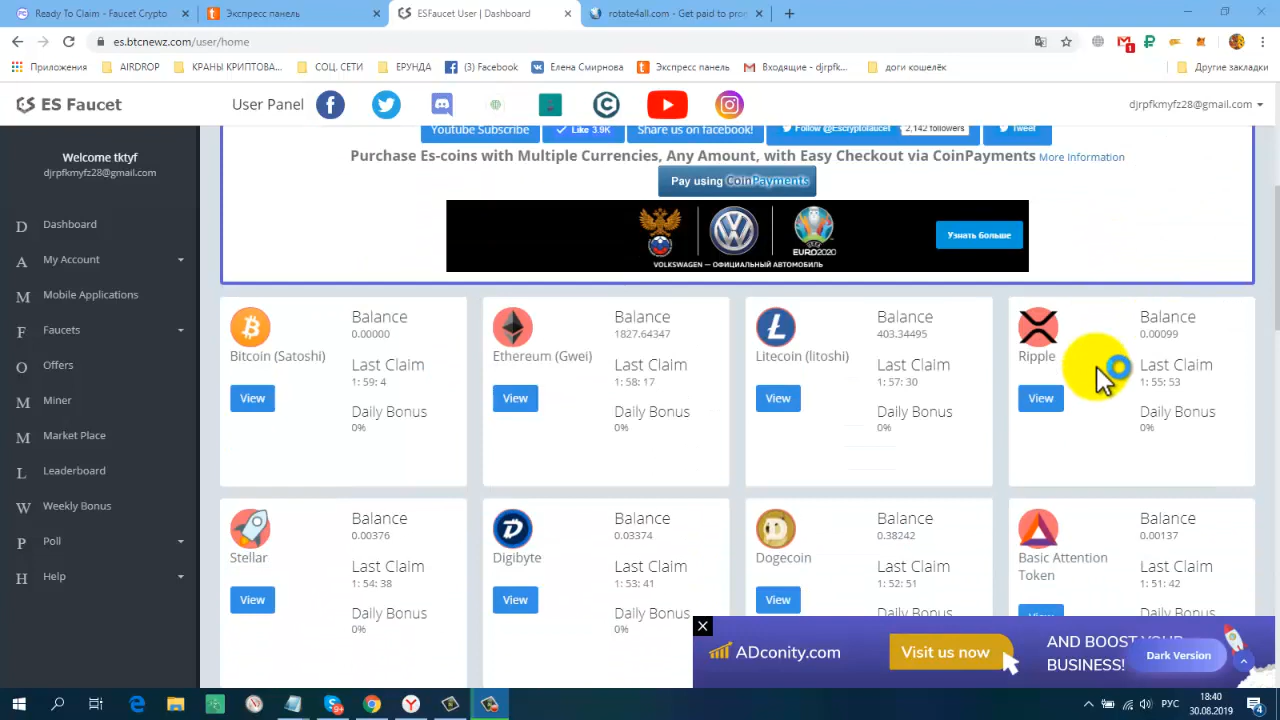 Ready To Claim - Faucet Crypto
Экспресс панель
ESFaucet User | Dashboard
rotate4all.com - Get paid to pro
es.btcnewz.com/user/home
Приложения
AIRDROP
КРАНЫ КРИПТОВА...
СОЦ. СЕТИ
ЕРУНДА
(3) Facebook
Елена Смирнова
Экспресс панель
Входящие - djrpfk...
доги кошелёк
Другие закладки
ES Faucet
User Panel
djrpfkmyfz28@gmail.com
Welcome tktyf
djrpfkmyfz28@gmail.com
D Dashboard
A My Account
M Mobile Applications
F Faucets
O Offers
M Miner
M Market Place
L Leaderboard
W Weekly Bonus
P Poll
H Help
Youtube Subscribe
Like 3.9K
Share us on facebook!
Follow @Escryptofaucet
2,142 followers
Tweet
Purchase Es-coins with Multiple Currencies, Any Amount, with Easy Checkout via CoinPayments More Information
Pay using CoinPayments
EURO2020
VOLKSWAGEN — ОФИЦИАЛЬНЫЙ АВТОМОБИЛЬ
Узнать больше
Bitcoin (Satoshi)
View
Balance
0.00000
Last Claim
1: 59: 4
Daily Bonus
0%
Ethereum (Gwei)
View
Balance
1827.64347
Last Claim
1: 58: 17
Daily Bonus
0%
Litecoin (litoshi)
View
Balance
403.34495
Last Claim
1: 57: 30
Daily Bonus
0%
Ripple
View
Balance
0.00099
Last Claim
1: 55: 53
Daily Bonus
0%
Stellar
View
Balance
0.00376
Last Claim
1: 54: 38
Daily Bonus
0%
Digibyte
View
Balance
0.03374
Last Claim
1: 53: 41
Daily Bonus
0%
Dogecoin
View
Balance
0.38242
Last Claim
1: 52: 51
Daily Bonus
Basic Attention
Token
View
Balance
0.00137
Last Claim
1: 51: 42
ADconity.com
Visit us now
AND BOOST YOUR
BUSINESS!
Dark Version
РУС
18:40
30.08.2019
4